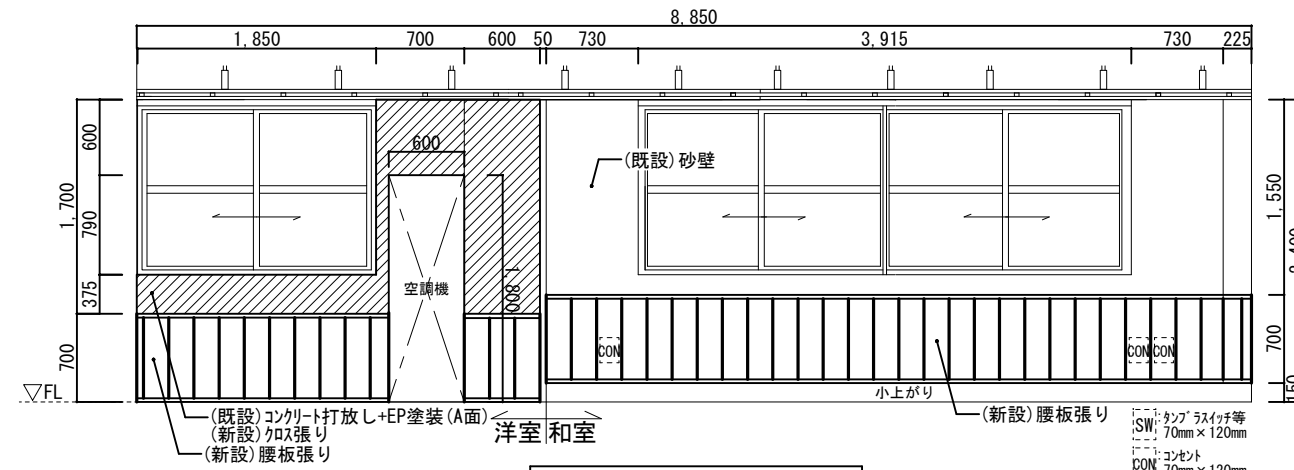 8,850
1,850 700 600 50 730 3,915 730 225
600
1,700
790
375
700
600
(既設)砂壁
空調機
1,800
1,550
700
150
CON
CON CON
▽FL
小上がり
(既設)コンクリート打放し+EP塗装(A面)
(新設)クロス張り
(新設)腰板張り
洋室 和室
(新設)腰板張り
SW:タンブラスイッチ等
70mm×120mm
CON:コンセント
70mm×120mm